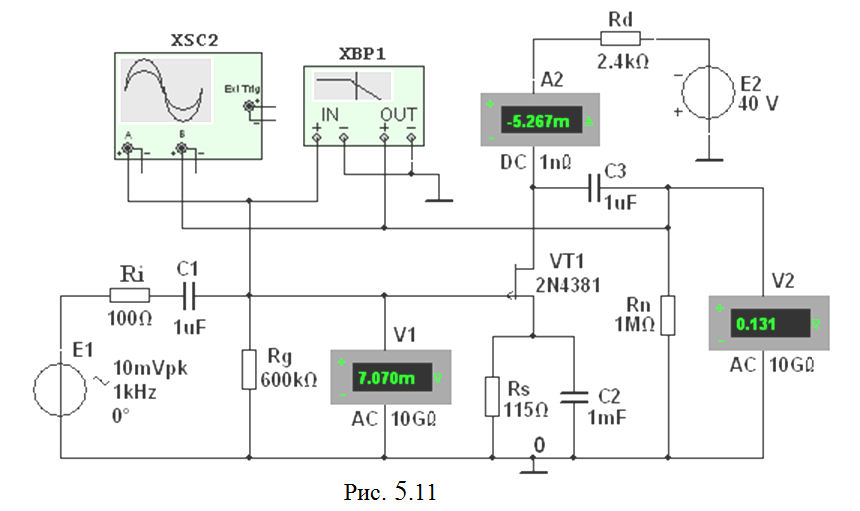 XSC2
Ext Trig
A
B
XBP1
IN
OUT
Rd
2.4kΩ
A2
-5.267m
A
DC 1nΩ
E2
40 V
C3
1uF
VT1
2N4381
Ri
100Ω
C1
1uF
E1
10mVpk
1kHz
0°
Rg
600kΩ
V1
7.070m
V
AC 10GΩ
Rs
115Ω
C2
1mF
0
Rn
1MΩ
V2
0.131
V
AC 10GΩ
Рис. 5.11